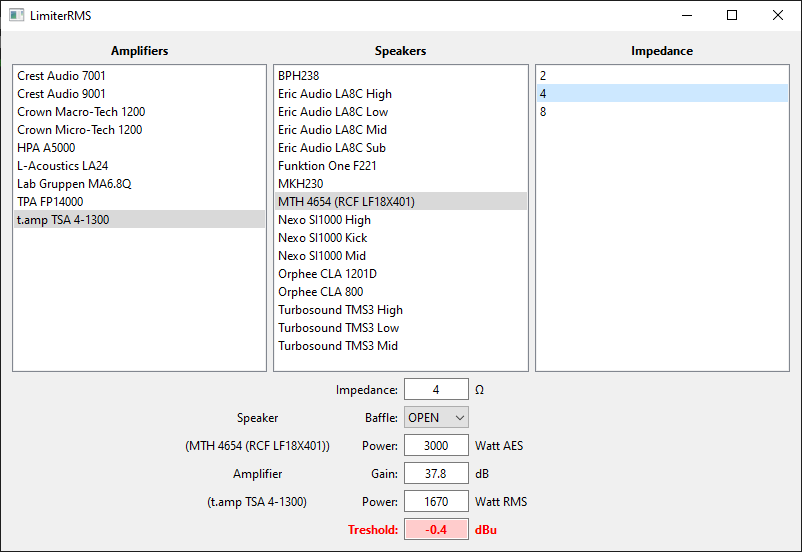 LimiterRMS
Amplifiers
Crest Audio 7001
Crest Audio 9001
Crown Macro-Tech 1200
Crown Micro-Tech 1200
HPA A5000
L-Acoustics LA24
Lab Gruppen MA6.8Q
TPA FP14000
t.amp TSA 4-1300
Speakers
BPH238
Eric Audio LA8C High
Eric Audio LA8C Low
Eric Audio LA8C Mid
Eric Audio LA8C Sub
Funktion One F221
MKH230
MTH 4654 (RCF LF18X401)
Nexo SI1000 High
Nexo SI1000 Kick
Nexo SI1000 Mid
Orphee CLA 1201D
Orphee CLA 800
Turbosound TMS3 High
Turbosound TMS3 Low
Turbosound TMS3 Mid
Impedance
2
4
8
Impedance: 4 Ω
Speaker Baffle: OPEN
(MTH 4654 (RCF LF18X401)) Power: 3000 Watt AES
Amplifier Gain: 37.8 dB
(t.amp TSA 4-1300) Power: 1670 Watt RMS
Treshold: -0.4 dBu